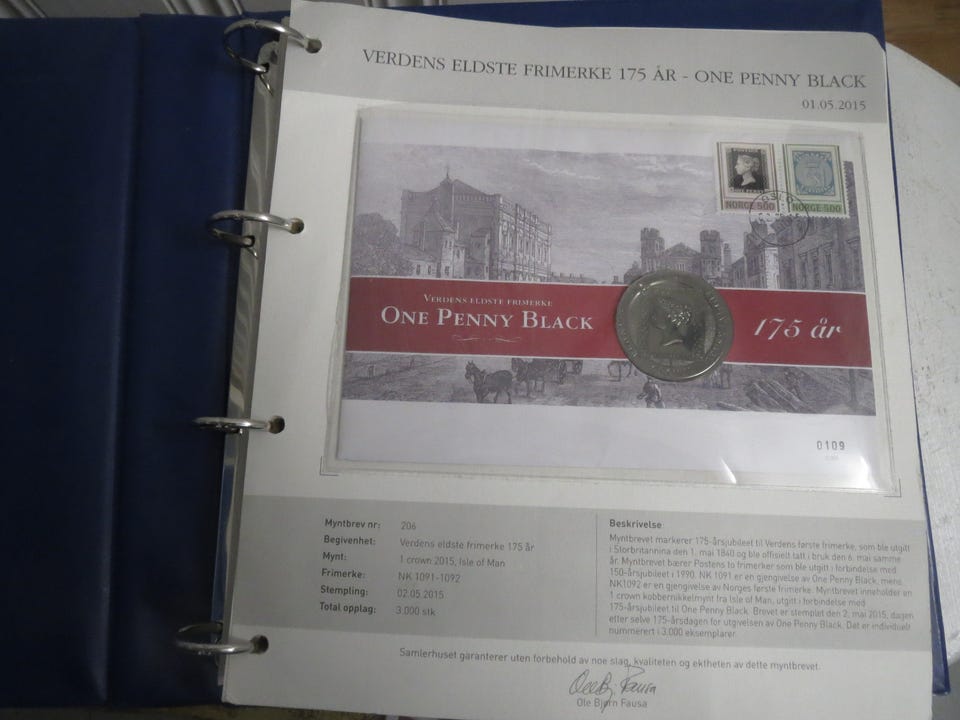 VERDENS ELDSTE FRIMERKE 175 ÅR - ONE PENNY BLACK
01.05.2015
NORGE 500
NORGE 500
OSLO
VERDENS ELDSTE FRIMERKE
ONE PENNY BLACK
175 år
0109
Myntbrev nr: 206
Begivenhet: Verdens eldste frimerke 175 år
Mynt: 1 crown 2015, Isle of Man
Frimerke: NK 1091-1092
Stempling: 02.05.2015
Total opplag: 3.000 stk
Beskrivelse
Myntbrevet markerer 175-årsjubileet til Verdens første frimerke, som ble utgitt
i Storbritannina den 1. mai 1840 og ble offisielt tatt i bruk den 6. mai samme
år. Myntbrevet bærer Postens to frimerker som ble utgitt i forbindelse med
150-årsjubileet i 1990. NK 1091 er en gjengivelse av One Penny Black, mens
NK1092 er en gjengivelse av Norges første frimerke. Myntbrevet inneholder en
1 crown kobbernikkelmynt fra Isle of Man, utgitt i forbindelse med
175-årsjubileet til One Penny Black. Brevet er stemplet den 2. mai 2015, dagen
etter selve 175-årsdagen for utgivelsen av One Penny Black. Det er individuelt
nummerert i 3.000 eksemplarer.
Samlerhuset garanterer uten forbehold av noe slag, kvaliteten og ektheten av dette myntbrevet.
Ole Bjørn Fausa